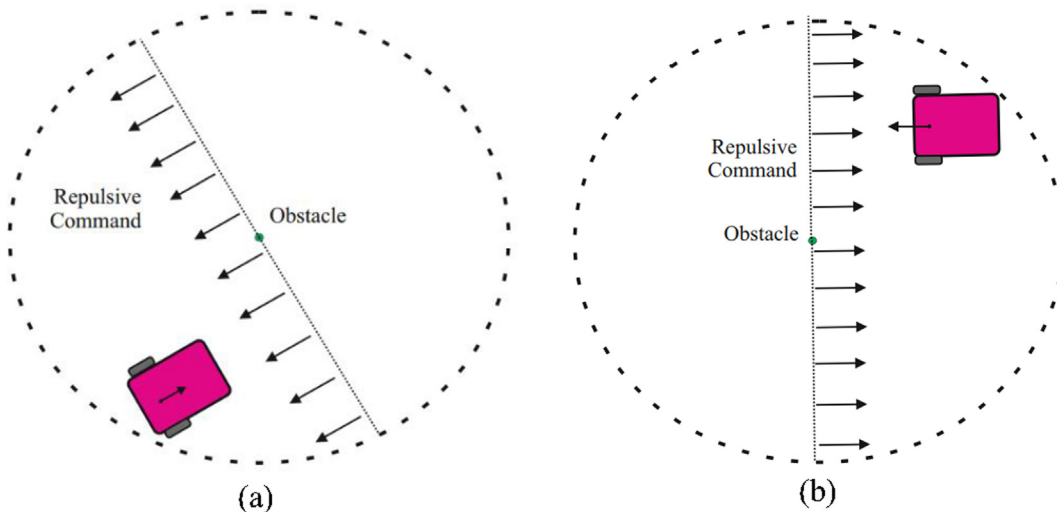 Repulsive
Command
Obstacle
(a)
Repulsive
Command
Obstacle
(b)